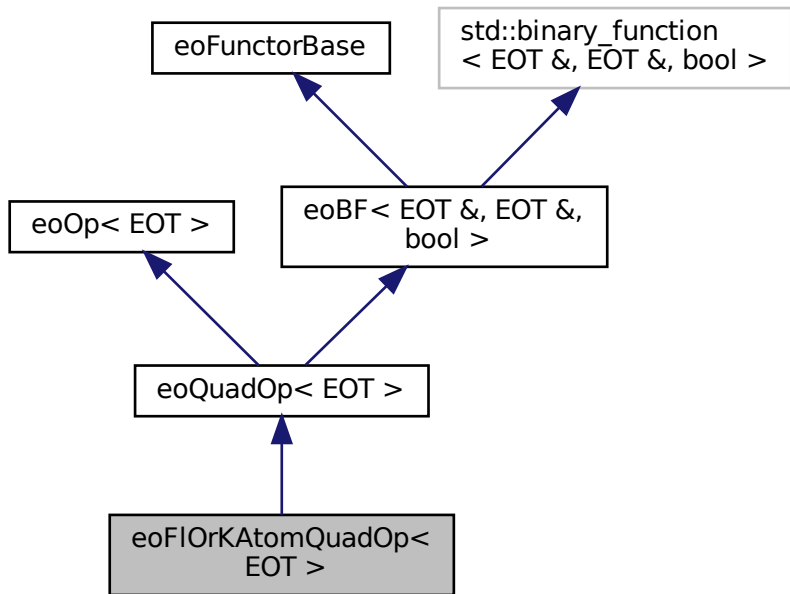 std::binary_function
< EOT &, EOT &, bool >
eoFunctorBase
eoBF< EOT &, EOT &,
bool >
eoOp< EOT >
eoQuadOp< EOT >
eoFlOrKAtomQuadOp<
EOT >